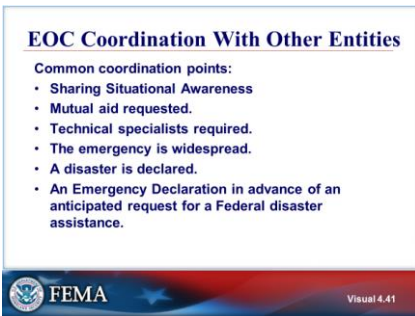 EOC Coordination With Other Entities
Common coordination points:
• Sharing Situational Awareness
• Mutual aid requested.
• Technical specialists required.
• The emergency is widespread.
• A disaster is declared.
• An Emergency Declaration in advance of an
anticipated request for a Federal disaster
assistance.
FEMA
Visual 4.41